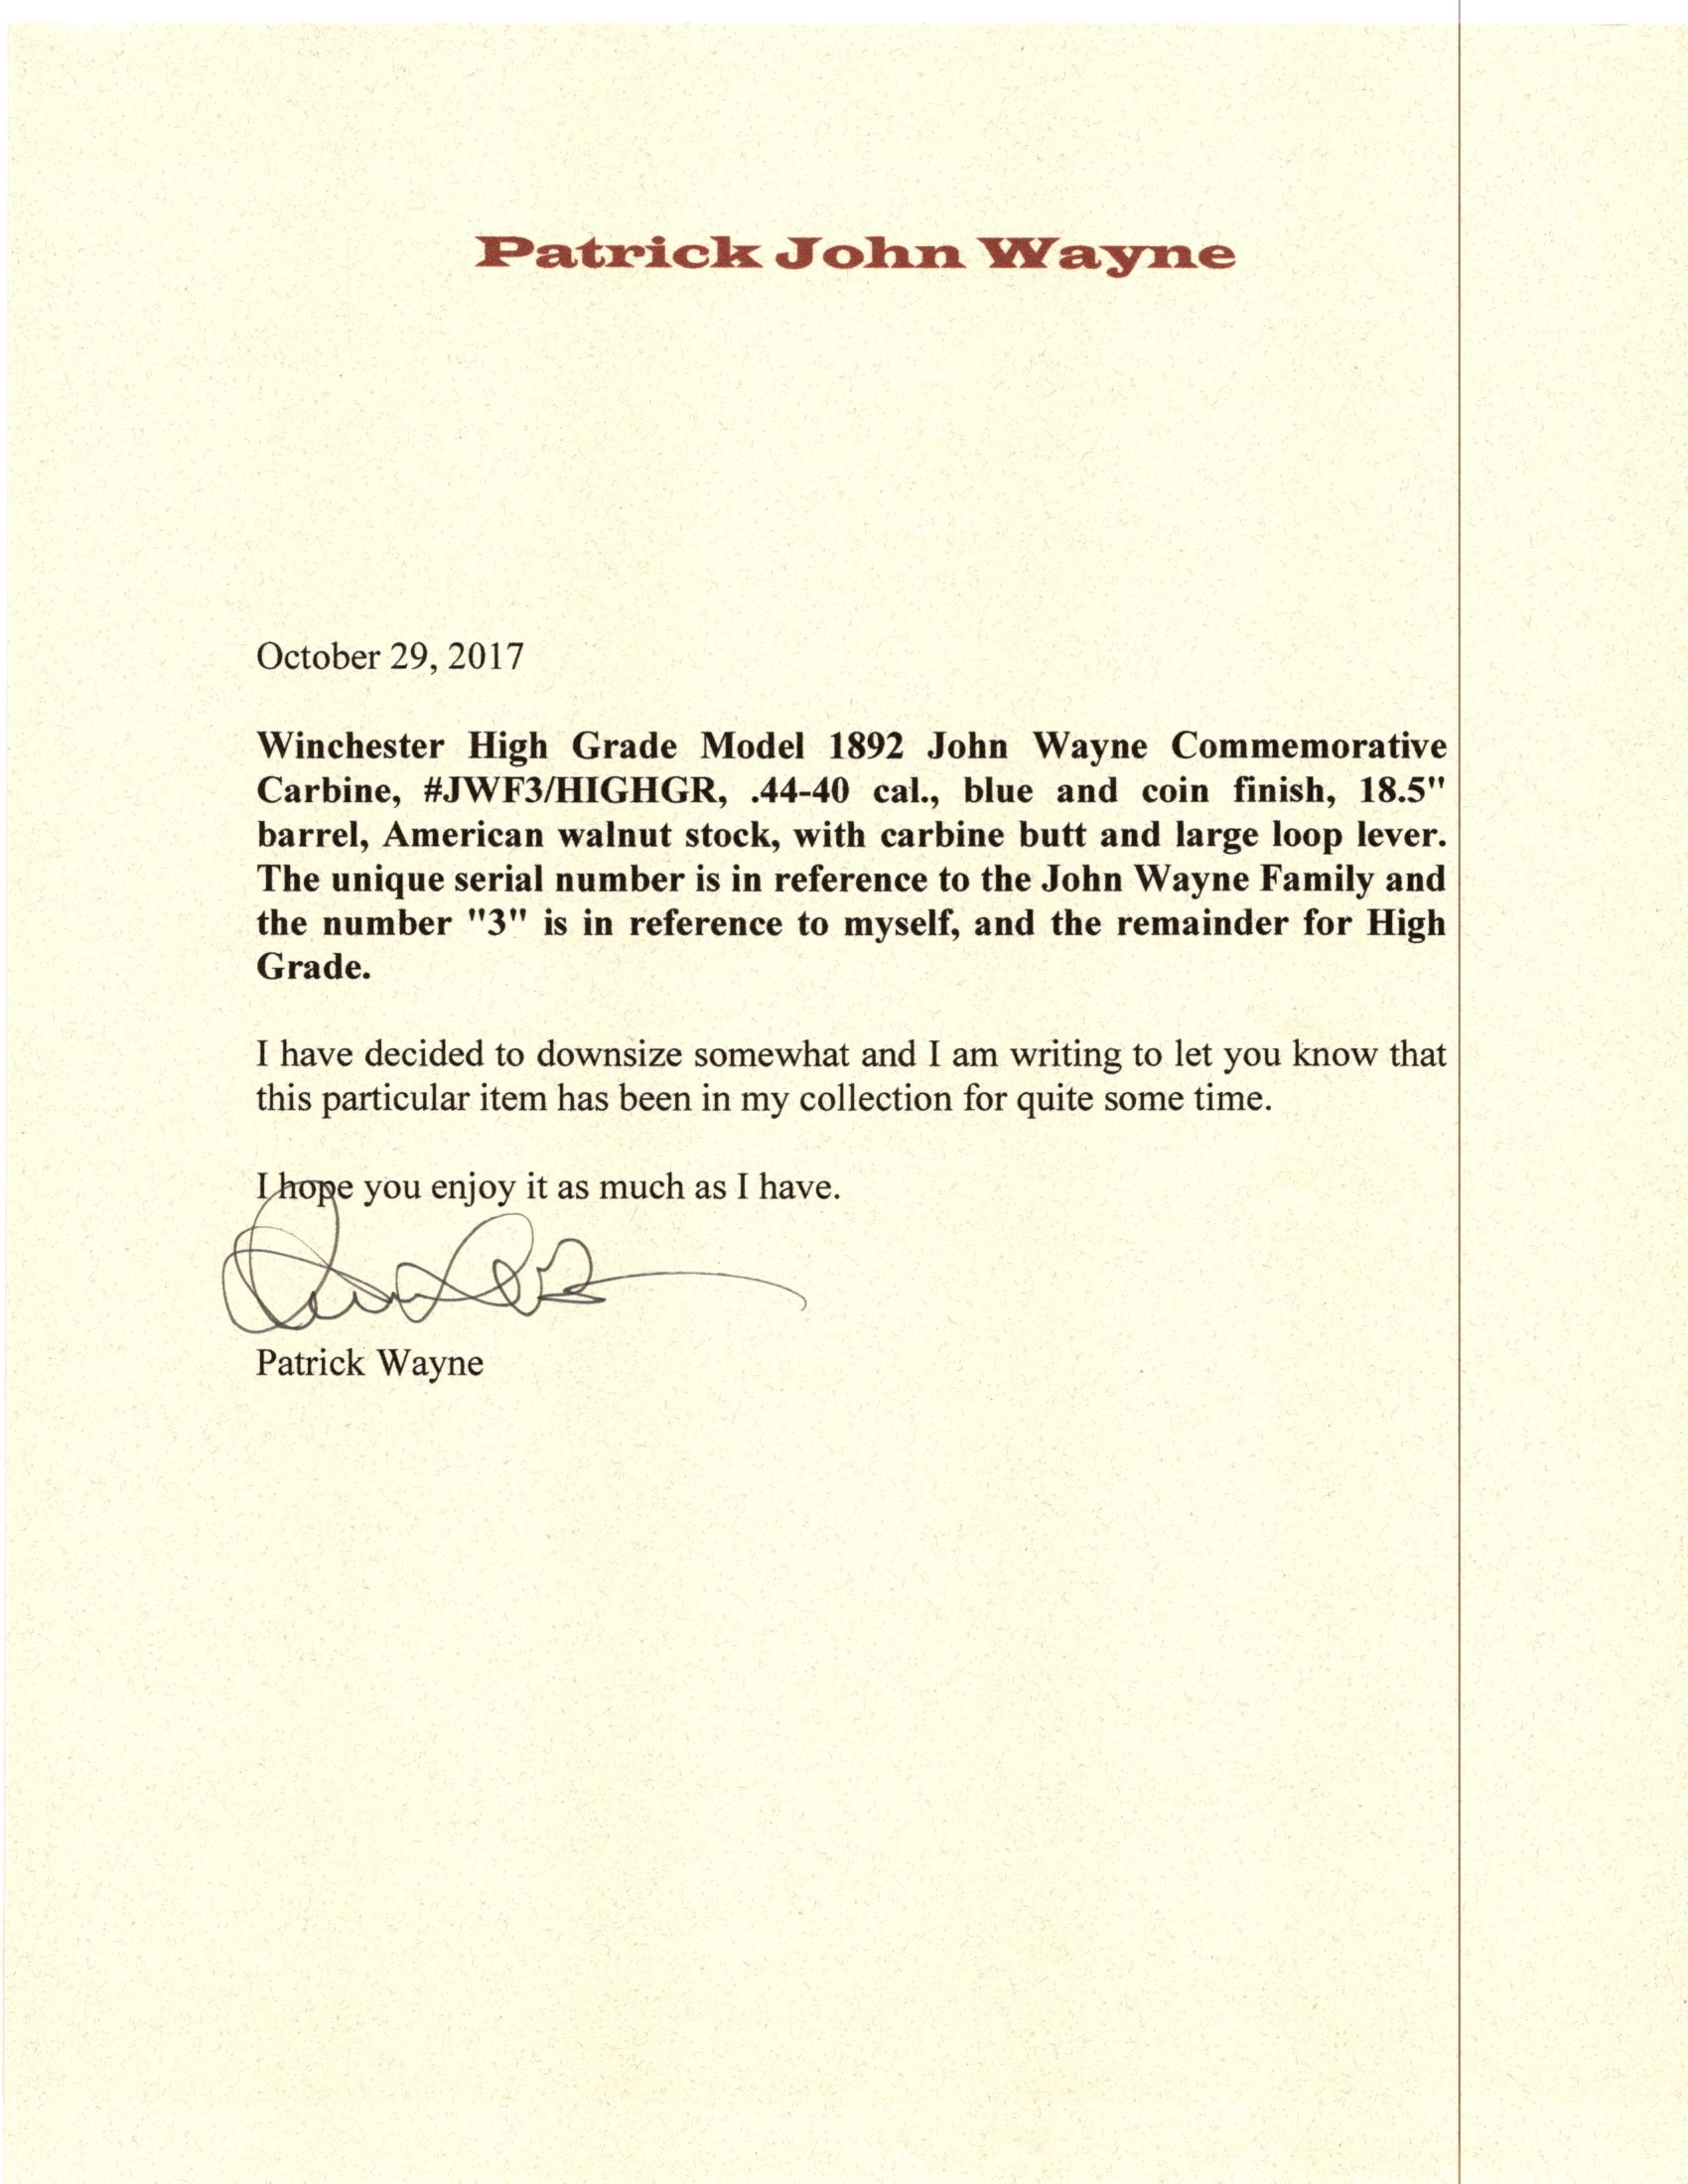 Patrick John Wayne
October 29, 2017
Winchester High Grade Model 1892 John Wayne Commemorative
Carbine, #JWF3/HIGHGR, .44-40 cal., blue and coin finish, 18.5"
barrel, American walnut stock, with carbine butt and large loop lever.
The unique serial number is in reference to the John Wayne Family and
the number "3" is in reference to myself, and the remainder for High
Grade.
I have decided to downsize somewhat and I am writing to let you know that
this particular item has been in my collection for quite some time.
I hope you enjoy it as much as I have.
Patrick Wayne